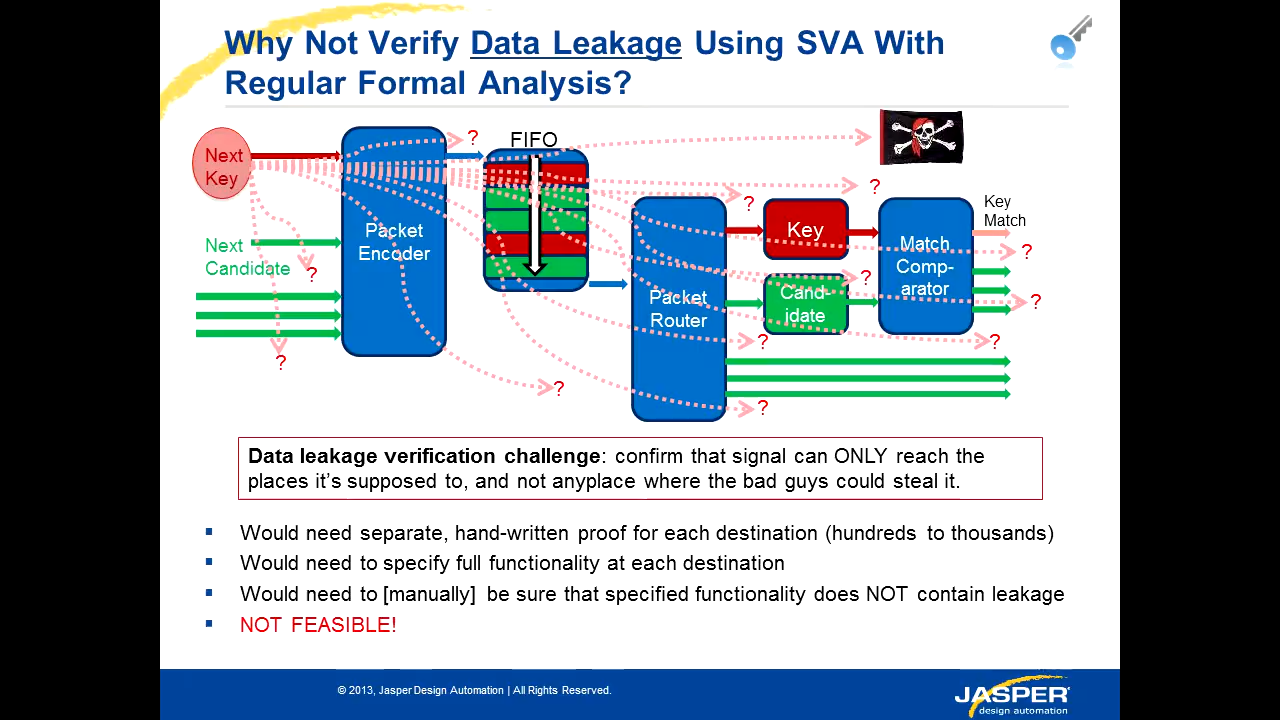 Why Not Verify Data Leakage Using SVA With
Regular Formal Analysis?
Next
Key
?
FIFO
?
?
Key
Match
Packet
Encoder
Key
Match
Comp-
arator
?
Next
Candidate
?
?
Packet
Router
Cand-
idate
?
?
?
?
?
?
Data leakage verification challenge: confirm that signal can ONLY reach the
places it's supposed to, and not anyplace where the bad guys could steal it.
▪ Would need separate, hand-written proof for each destination (hundreds to thousands)
▪ Would need to specify full functionality at each destination
▪ Would need to [manually] be sure that specified functionality does NOT contain leakage
▪ NOT FEASIBLE!
© 2013, Jasper Design Automation | All Rights Reserved.
JASPER
design automation